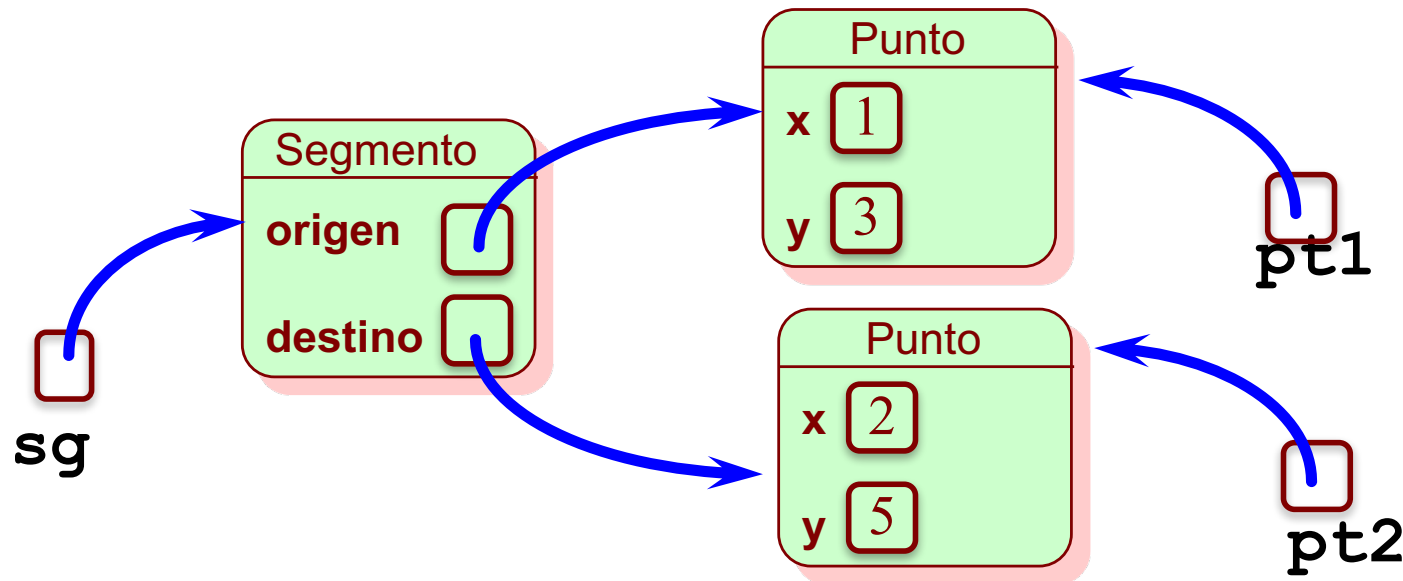 Segmento
origen
destino
sg
Punto
x 1
y 3
pt1
Punto
x 2
y 5
pt2